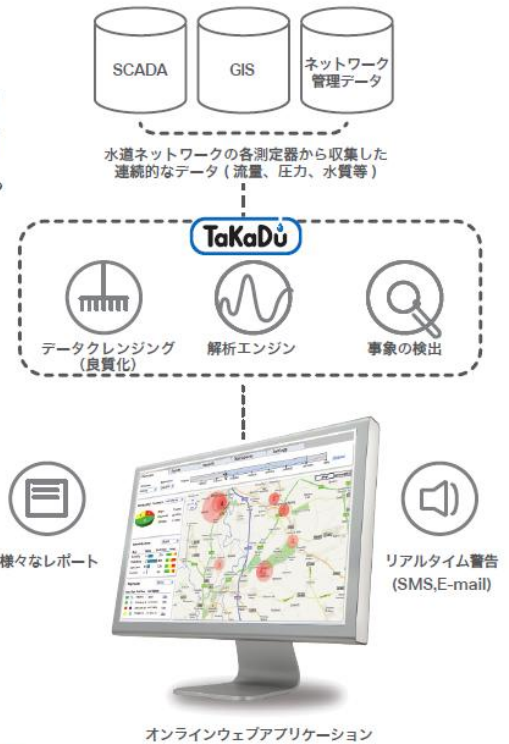 SCADA
GIS
ネットワーク
管理データ
水道ネットワークの各測定器から収集した
連続的なデータ ( 流量、圧力、水質等 )
TaKaDu
データクレンジング
(良質化)
解析エンジン
事象の検出
様々なレポート
リアルタイム警告
(SMS,E-mail)
オンラインウェブアプリケーション